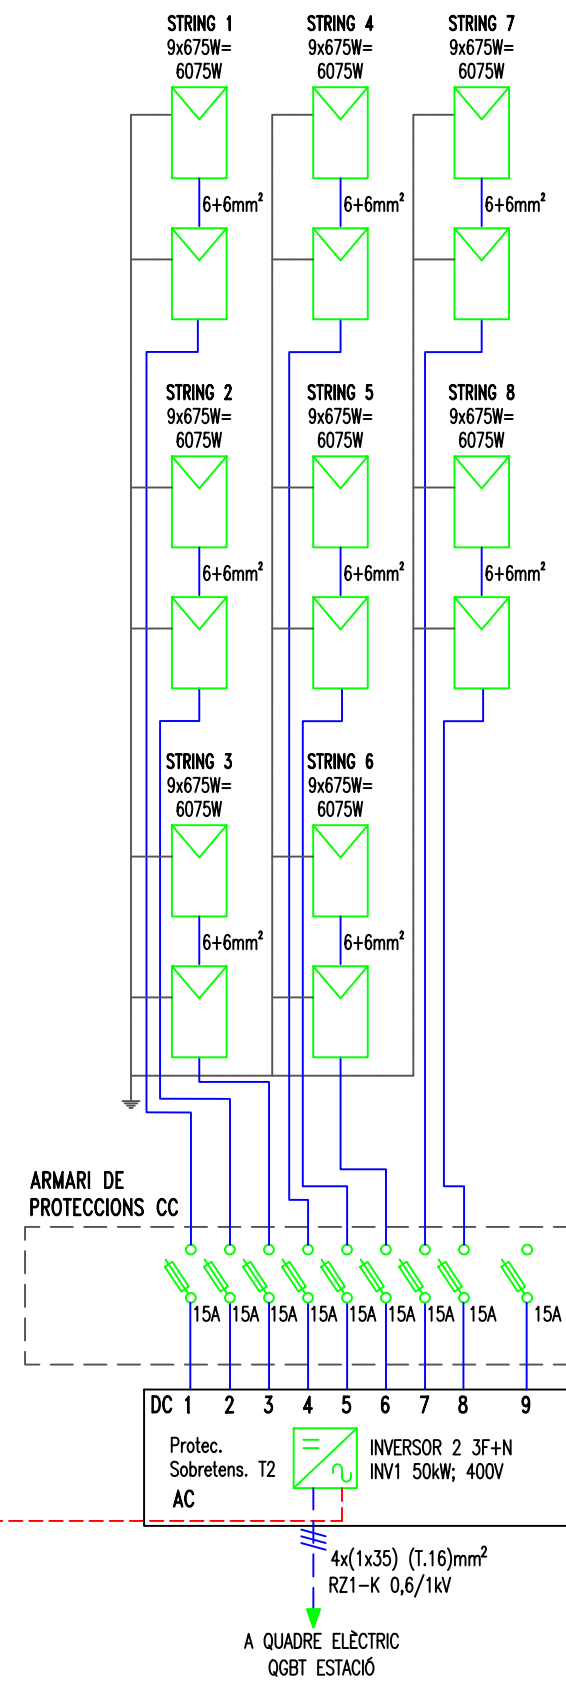 STRING 1
9x675W=
6075W
STRING 4
9x675W=
6075W
STRING 7
9x675W=
6075W
6+6mm²
6+6mm²
6+6mm²
STRING 2
9x675W=
6075W
STRING 5
9x675W=
6075W
STRING 8
9x675W=
6075W
6+6mm²
6+6mm²
6+6mm²
STRING 3
9x675W=
6075W
STRING 6
9x675W=
6075W
6+6mm²
6+6mm²
ARMARI DE
PROTECCIONS CC
15A 15A 15A 15A 15A 15A 15A 15A 15A
DC 1 2 3 4 5 6 7 8 9
Protec.
Sobretens. T2
AC
INVERSOR 2 3F+N
INV1 50kW; 400V
4x(1x35) (T.16)mm²
RZ1-K 0,6/1kV
A QUADRE ELÈCTRIC
QGBT ESTACIÓ